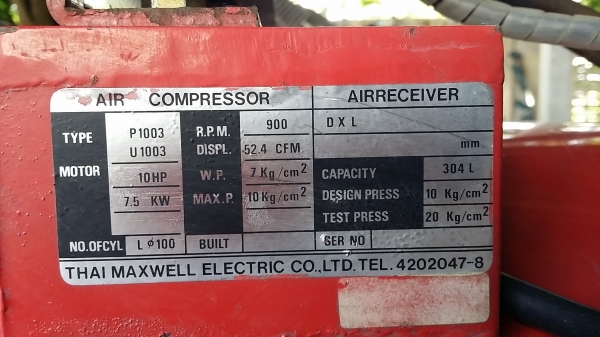 AIR COMPRESSOR AIRRECEIVER
TYPE P1003 R.P.M. 900 D X L
U1003 DISPL. 52.4 CFM mm
MOTOR 10HP W.P. 7 Kg/cm² CAPACITY 304 L
7.5 KW MAX.P. 10 Kg/cm² DESIGN PRESS 10 Kg/cm²
TEST PRESS 20 Kg/cm²
NO.OFCYL L ø100 BUILT SER NO
THAI MAXWELL ELECTRIC CO.,LTD. TEL. 4202047-8